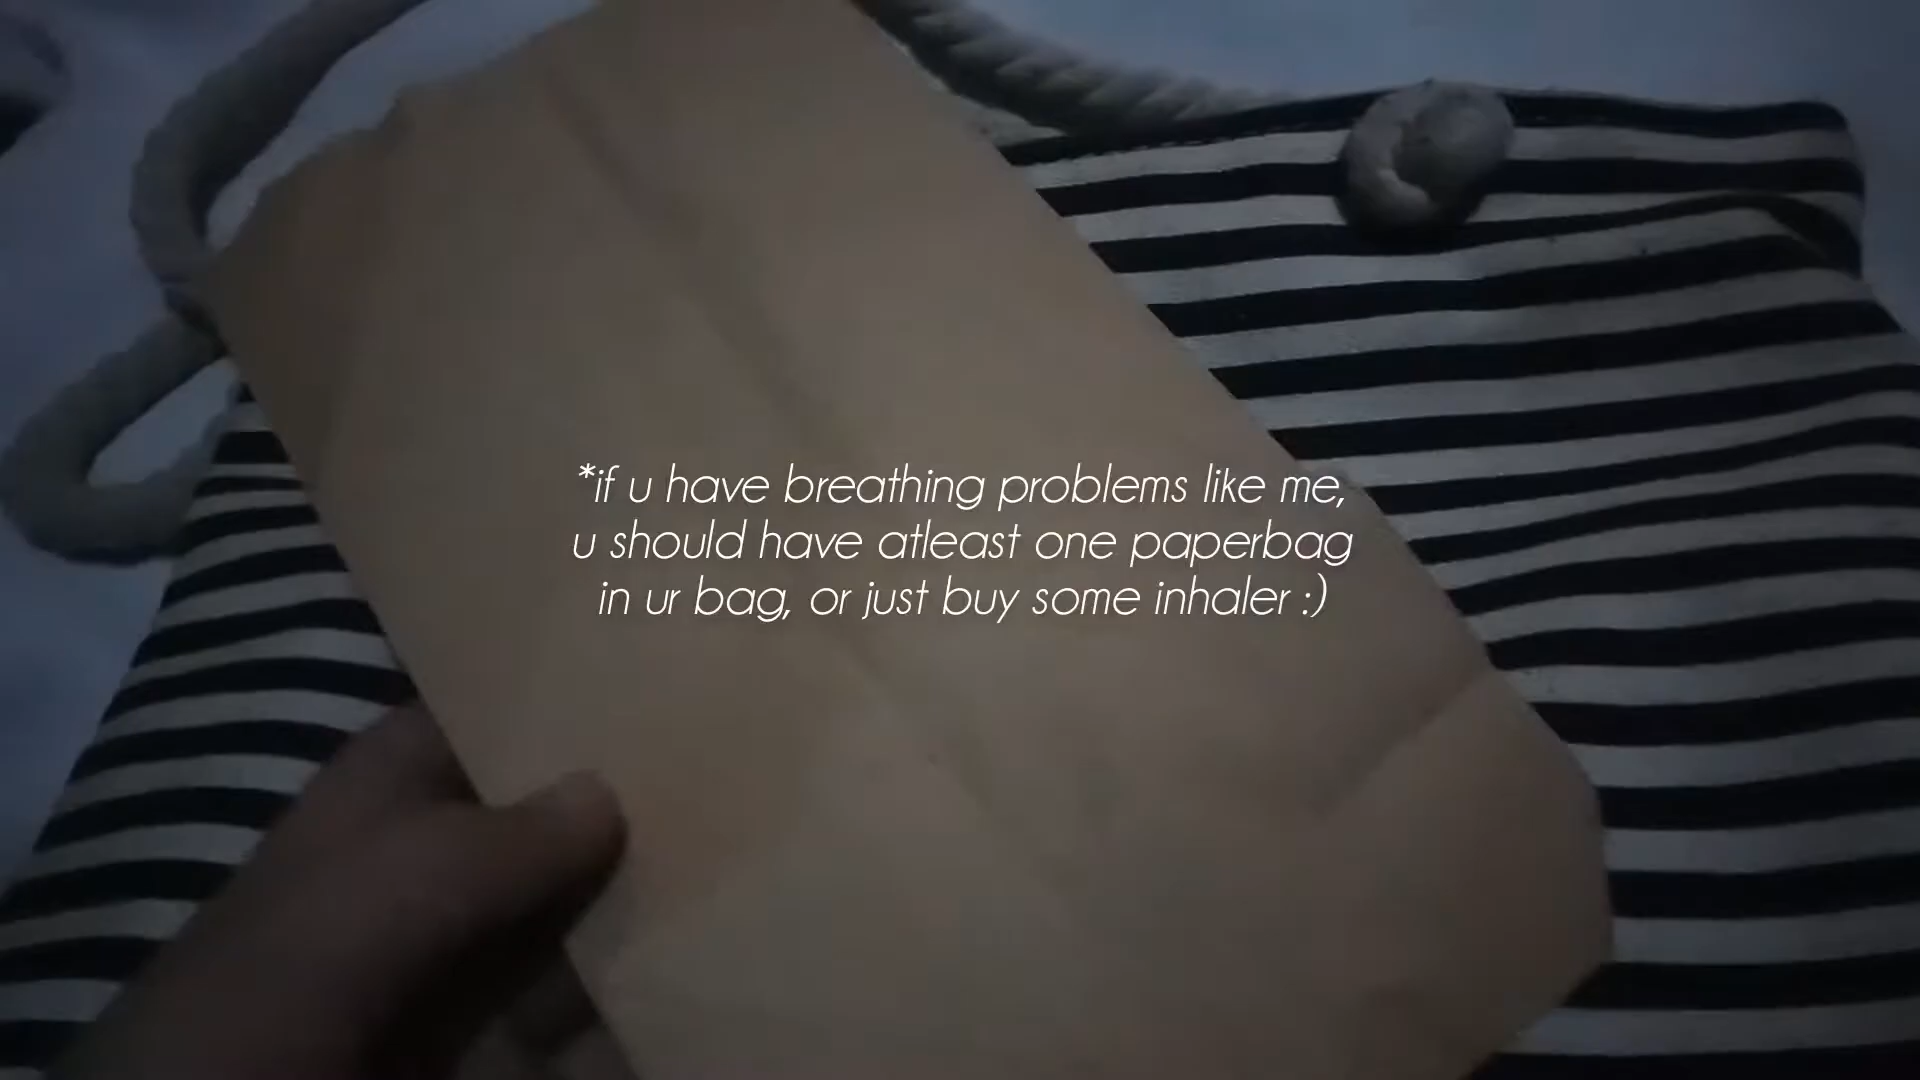 *if u have breathing problems like me,
u should have atleast one paperbag
in ur bag, or just buy some inhaler :)